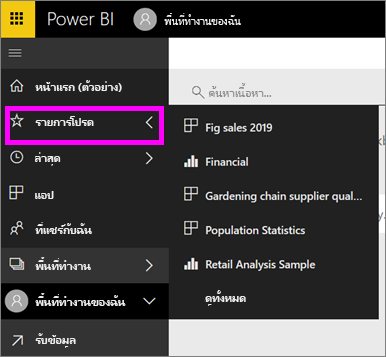 Power BI
พื้นที่ทำงานของฉัน
หน้าแรก (ตัวอย่าง)
รายการโปรด
ล่าสุด
แอป
ที่แชร์กับฉัน
พื้นที่ทำงาน
พื้นที่ทำงานของฉัน
รับข้อมูล
ค้นหาเนื้อหา...
Fig sales 2019
Financial
Gardening chain supplier qual...
Population Statistics
Retail Analysis Sample
ดูทั้งหมด